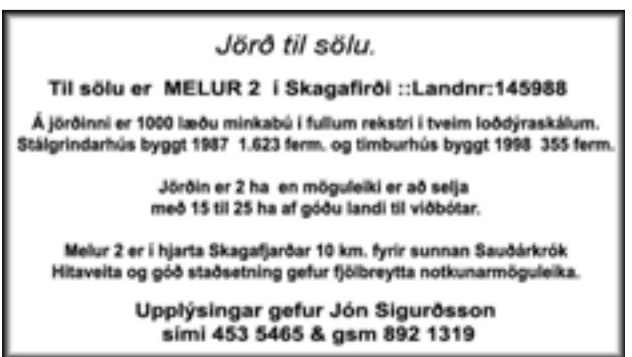 Jörð til sölu.
Til sölu er MELUR 2 í Skagafirði ::Landnr:145988
Á jörðinni er 1000 læðu minkabú í fullum rekstri í tveim loðdýraskálum.
Stálgrindarhús byggt 1987 1.623 ferm. og timburhús byggt 1998 355 ferm.
Jörðin er 2 ha en möguleiki er að selja
með 15 til 25 ha af góðu landi til viðbótar.
Melur 2 er í hjarta Skagafjarðar 10 km. fyrir sunnan Sauðárkrók
Hitaveita og góð staðsetning gefur fjölbreytta notkunarmöguleika.
Upplýsingar gefur Jón Sigurðsson
sími 453 5465 & gsm 892 1319